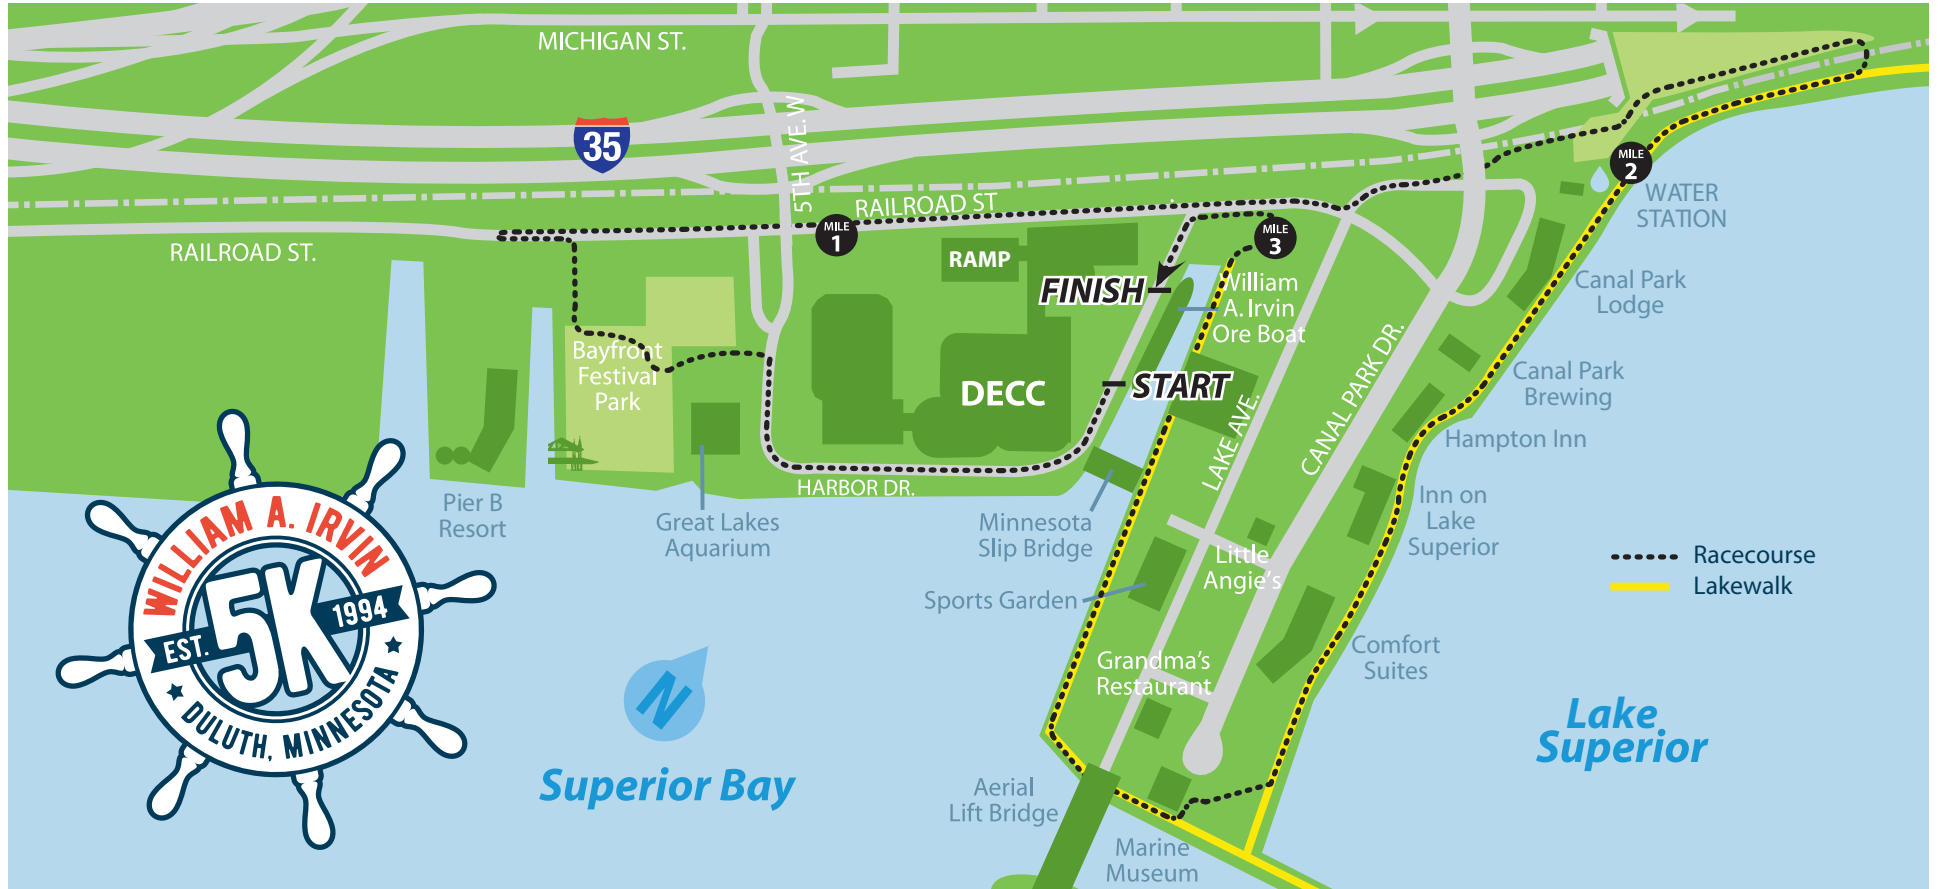 MICHIGAN ST.
35
5TH AVE. W
RAILROAD ST
RAILROAD ST.
MILE
1
MILE
2
WATER
STATION
MILE
3
RAMP
FINISH
William
A. Irvin
Ore Boat
Canal Park
Lodge
Bayfront
Festival
Park
DECC
START
LAKE AVE.
CANAL PARK DR.
Canal Park
Brewing
Hampton Inn
HARBOR DR.
Pier B
Resort
Great Lakes
Aquarium
Minnesota
Slip Bridge
Inn on
Lake
Superior
Little
Angie's
Sports Garden
Racecourse
Lakewalk
WILLIAM A. IRVIN
5K
EST.
1994
DULUTH, MINNESOTA
N
Grandma's
Restaurant
Comfort
Suites
Lake
Superior
Superior Bay
Aerial
Lift Bridge
Marine
Museum